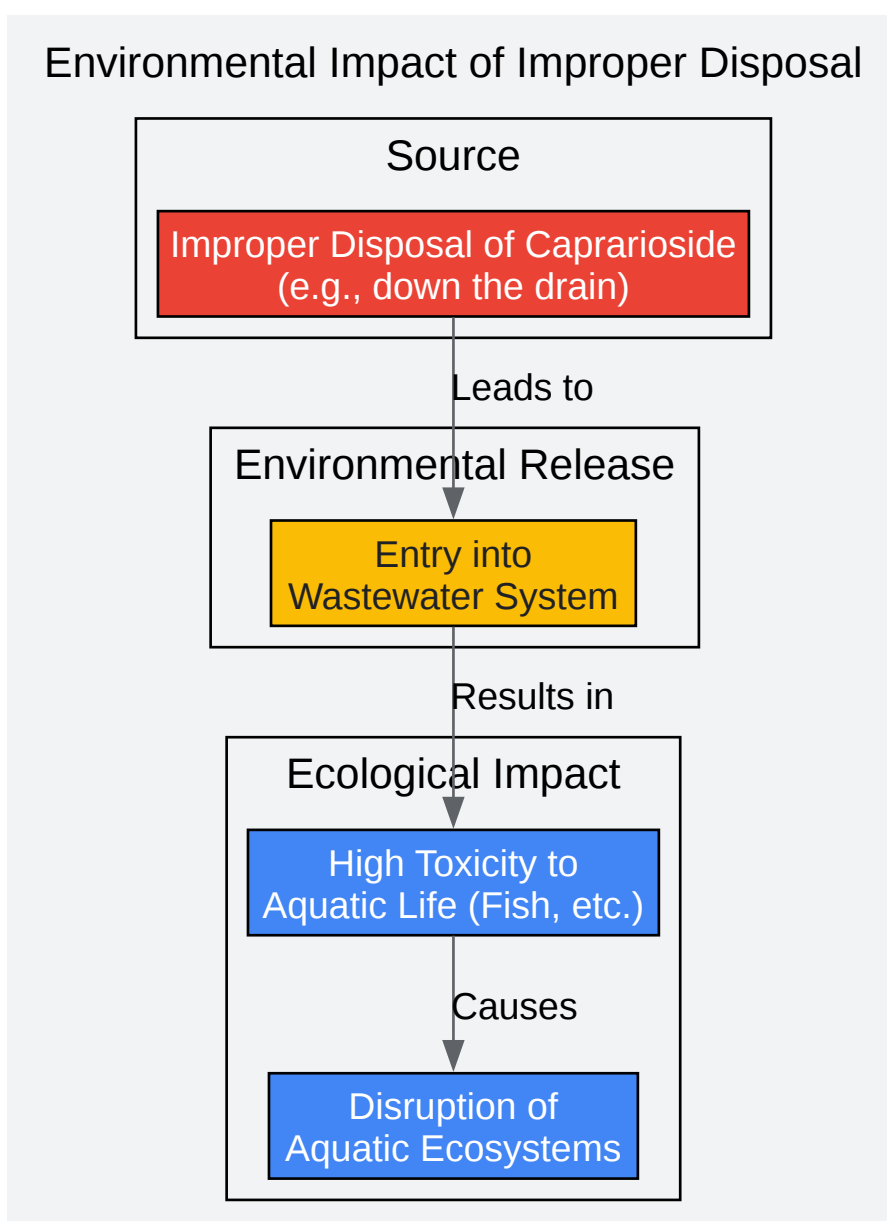 Environmental Impact of Improper Disposal
Source
Improper Disposal of Caprarioside
(e.g., down the drain)
Leads to
Environmental Release
Entry into
Wastewater System
Results in
Ecological Impact
High Toxicity to
Aquatic Life (Fish, etc.)
Causes
Disruption of
Aquatic Ecosystems